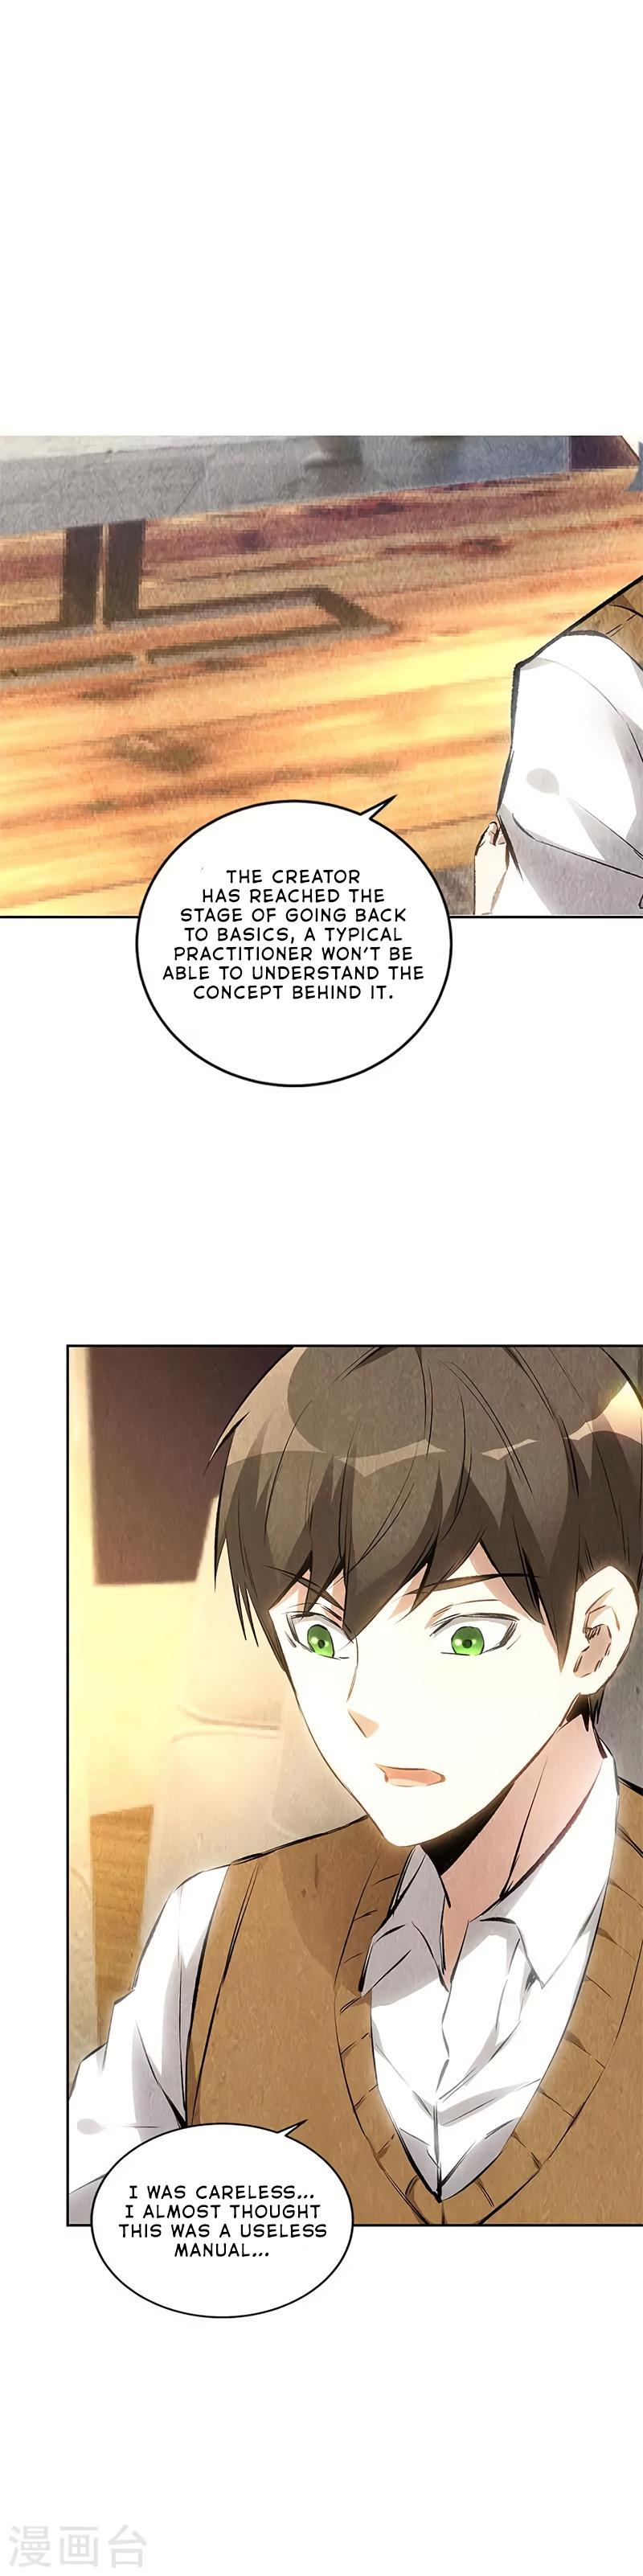 THE CREATOR
HAS REACHED THE
STAGE OF GOING BACK
TO BASICS, A TYPICAL
PRACTITIONER WON'T BE
ABLE TO UNDERSTAND THE
CONCEPT BEHIND IT.
I WAS CARELESS...
I ALMOST THOUGHT
THIS WAS A USELESS
MANUAL...
漫画台